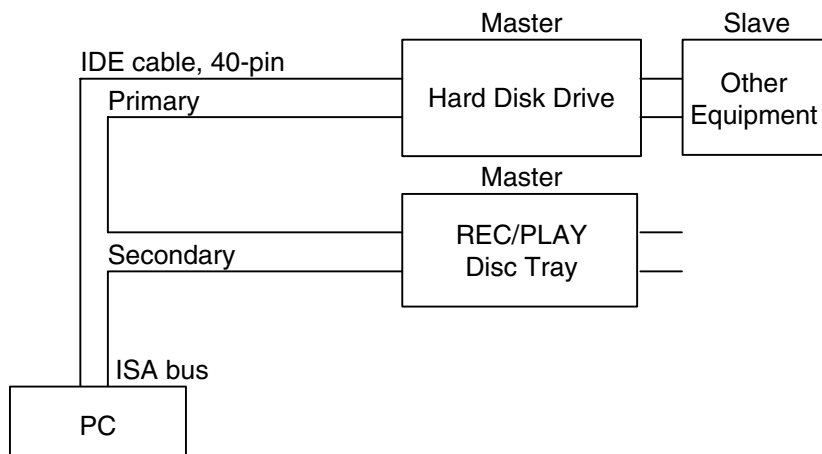 Master
Slave
IDE cable, 40-pin
Hard Disk Drive
Other
Equipment
Primary
Master
REC/PLAY
Disc Tray
Secondary
ISA bus
PC